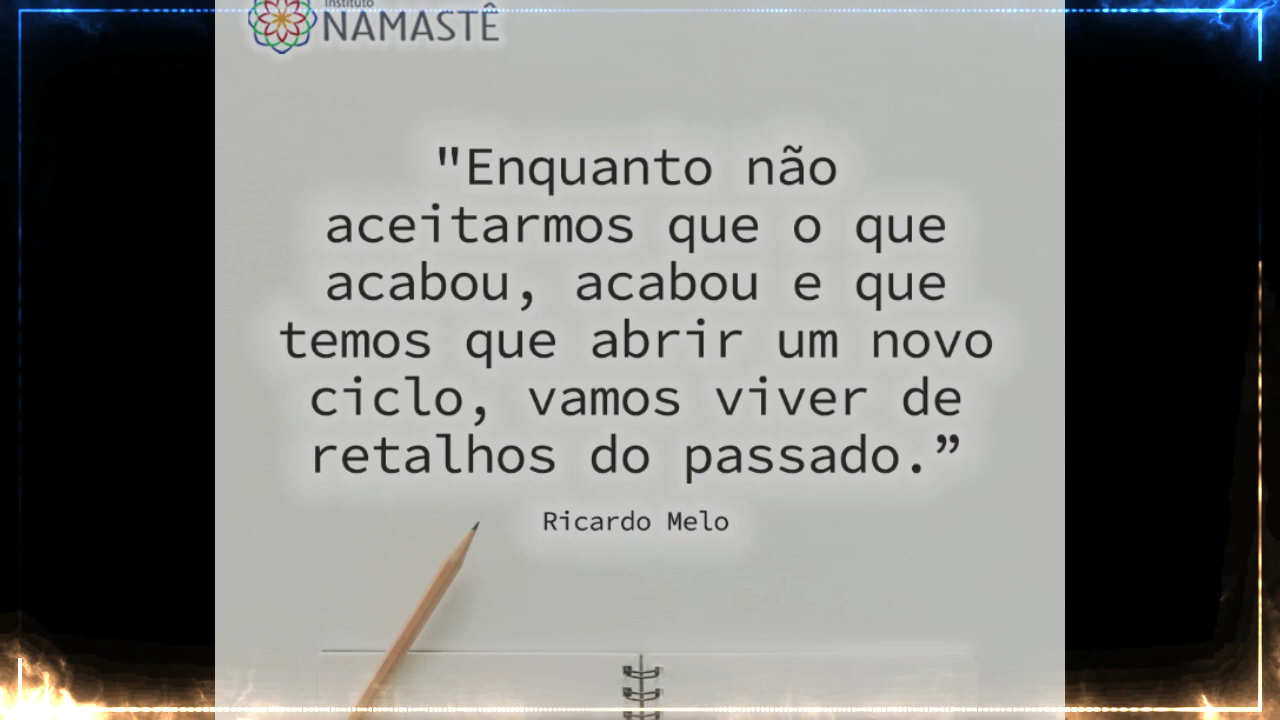 Instituto
NAMASTÊ
"Enquanto não
aceitarmos que o que
acabou, acabou e que
temos que abrir um novo
ciclo, vamos viver de
retalhos do passado.”
Ricardo Melo